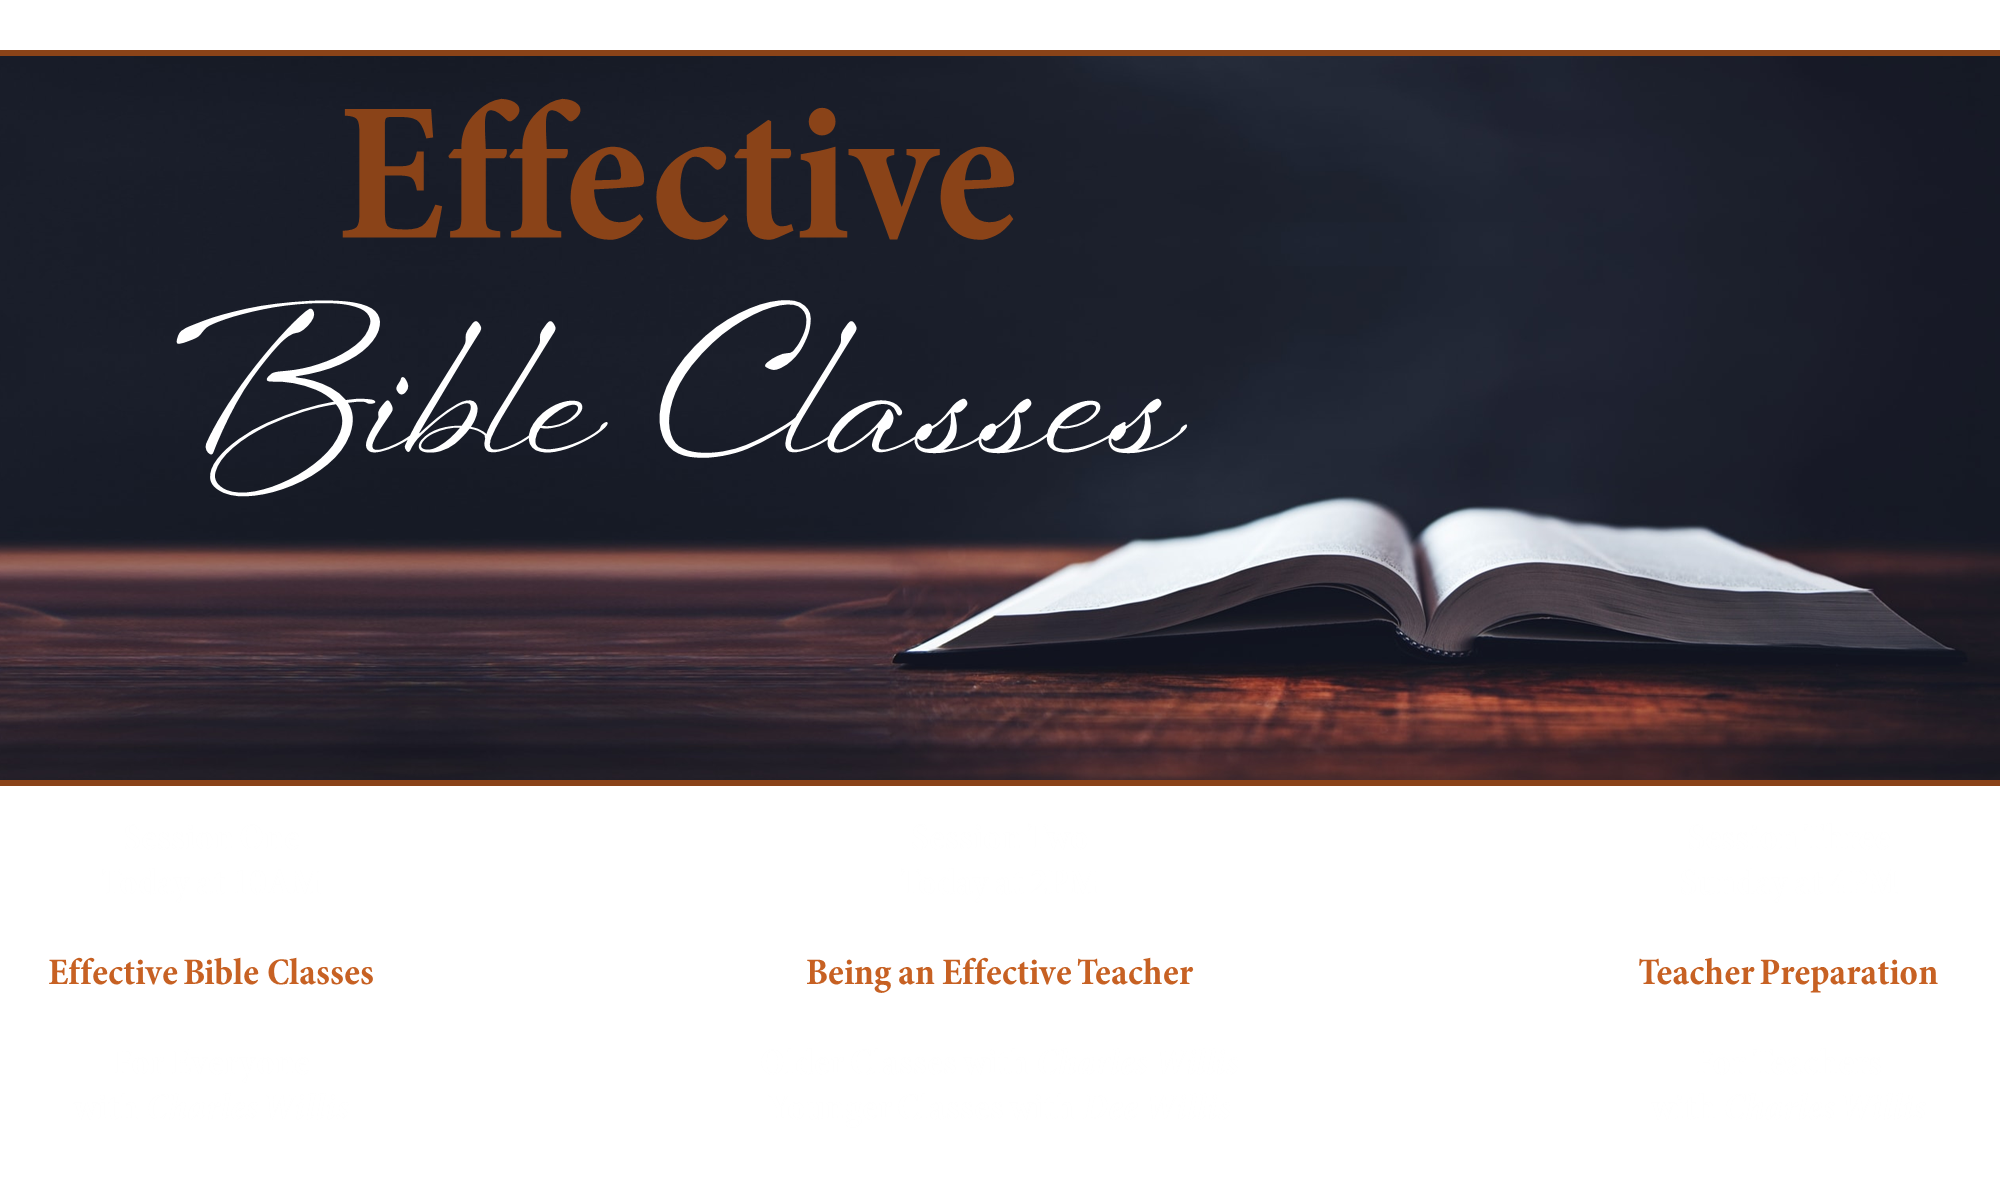 Effective
Bible Classes
Effective Bible Classes
Being an Effective Teacher
Teacher Preparation